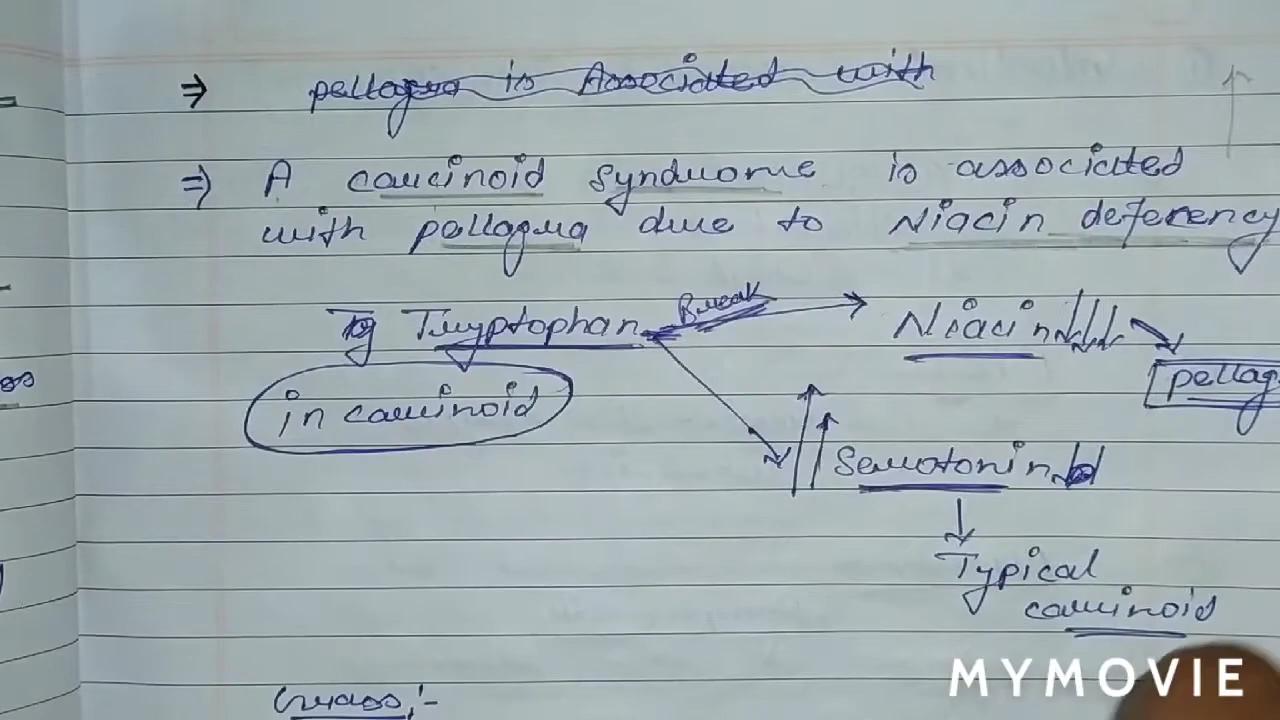 ⇒ pellagra is Associated with
⇒ A carcinoid syndrome is associated
with pellagra due to Niacin deferency
Tryptophan Break → Niacin ↓↓↓
pellag
in carcinoid
↑↑ Serotonin
↓
Typical
carcinoid
MYMOVIE